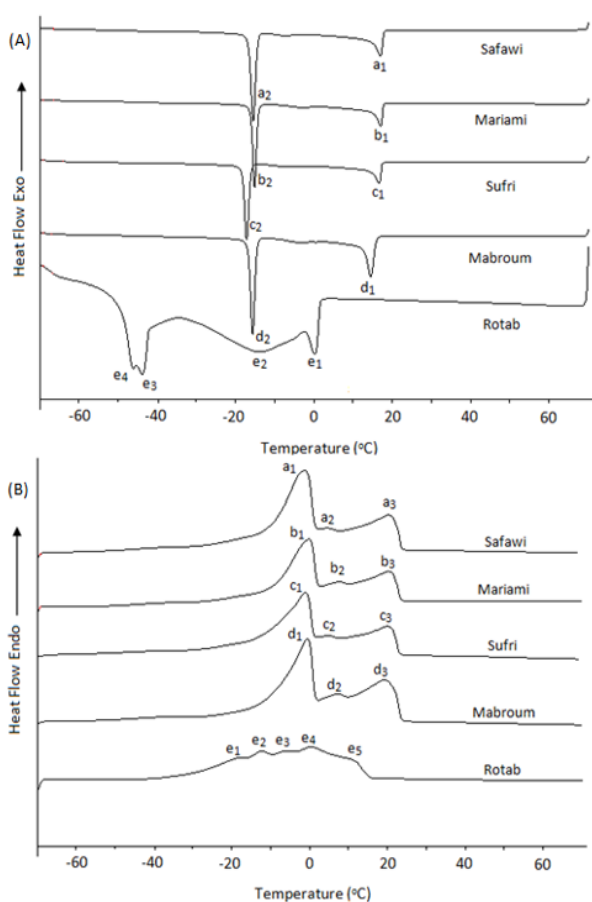 (A)
Safawi
a1
a2
Mariami
b1
b2
Sufri
c1
c2
Mabroum
d1
d2
Rotab
e4
e3
e2
e1
Heat Flow Exo
-60 -40 -20 0 20 40 60
Temperature (°C)
(B)
a1
a2
a3
Safawi
b1
b2
b3
Mariami
c1
c2
c3
Sufri
d1
d2
d3
Mabroum
e1 e2 e3 e4 e5
Rotab
Heat Flow Endo
-60 -40 -20 0 20 40 60
Temperature (°C)